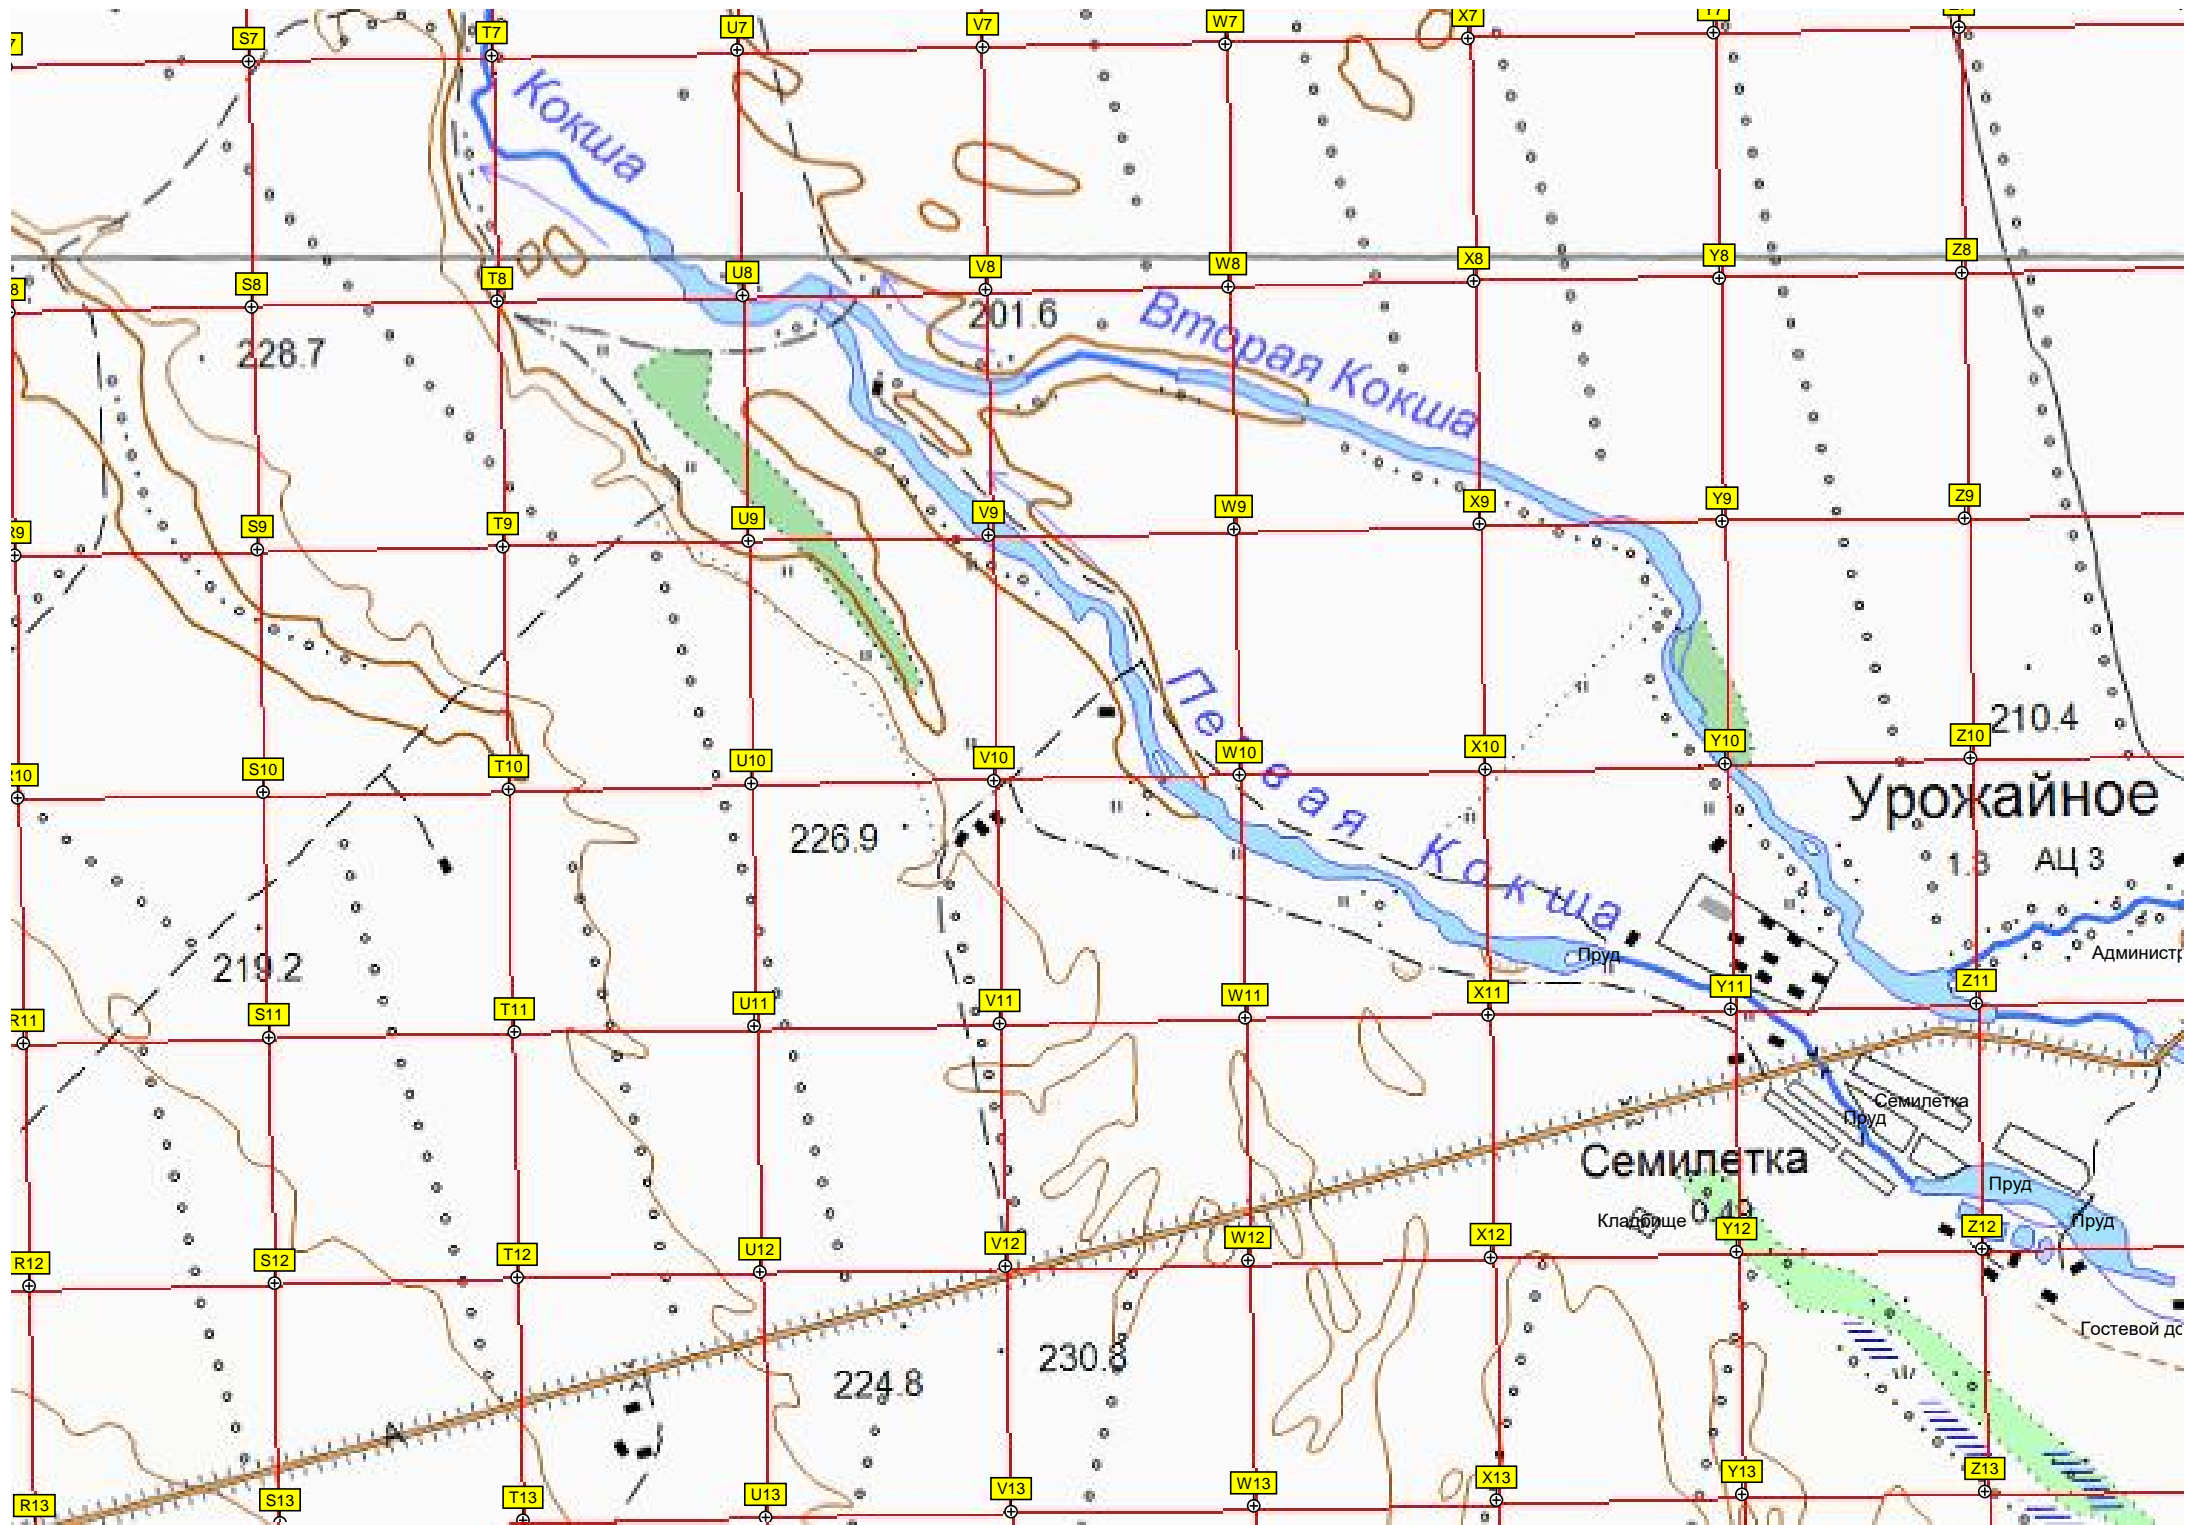 S7 T7 U7 V7 W7 X7
Кокша
S8 T8 U8 V8 W8 X8 Y8 Z8
201.6
Вторая Кокша
228.7
R9 S9 T9 U9 V9 W9 X9 Y9 Z9
Первая Кокша
210.4
S10 T10 U10 V10 W10 X10 Y10 Z10
Урожайное
226.9
1.3 АЦ 3
219.2
Пруд
R11 S11 T11 U11 V11 W11 X11 Y11 Z11
Семилетка
Пруд
Семилетка
Пруд
Кладбище 0.49
Пруд
R12 S12 T12 U12 V12 W12 X12 Y12 Z12
230.8
224.8
А
R13 S13 T13 U13 V13 W13 X13 Y13 Z13
Гостевой